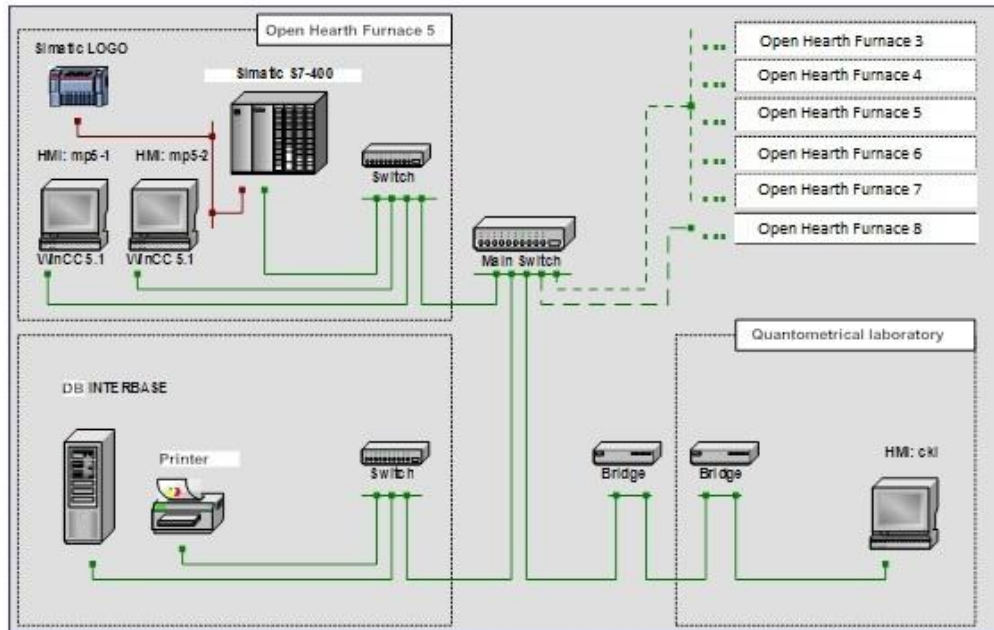 Open Hearth Furnace 5
Simatic LOGO
Simatic S7-400
HMI: mp5-1
HMI: mp5-2
Switch
WinCC 5.1
WinCC 5.1
Main Switch
Open Hearth Furnace 3
Open Hearth Furnace 4
Open Hearth Furnace 5
Open Hearth Furnace 6
Open Hearth Furnace 7
Open Hearth Furnace 8
DB INTERBASE
Printer
Switch
Bridge
Quantometrical laboratory
Bridge
HMI: ckl